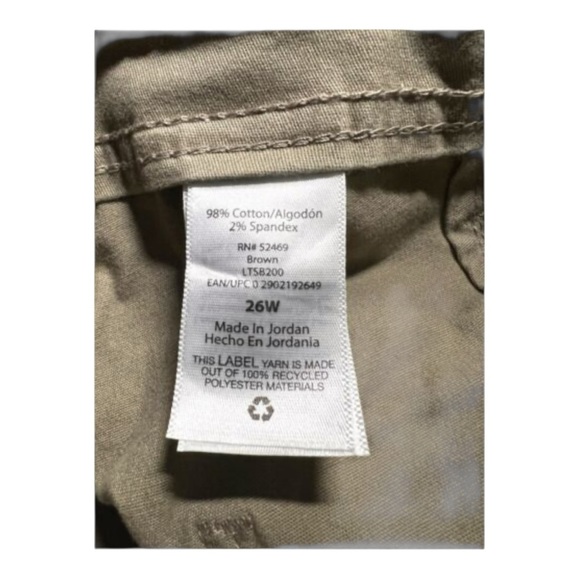 98% Cotton/Algodón
2% Spandex
RN# 52469
Brown
LTSB200
EAN/UPC 0 2902192649
26W
Made In Jordan
Hecho En Jordania
THIS LABEL YARN IS MADE
OUT OF 100% RECYCLED
POLYESTER MATERIALS